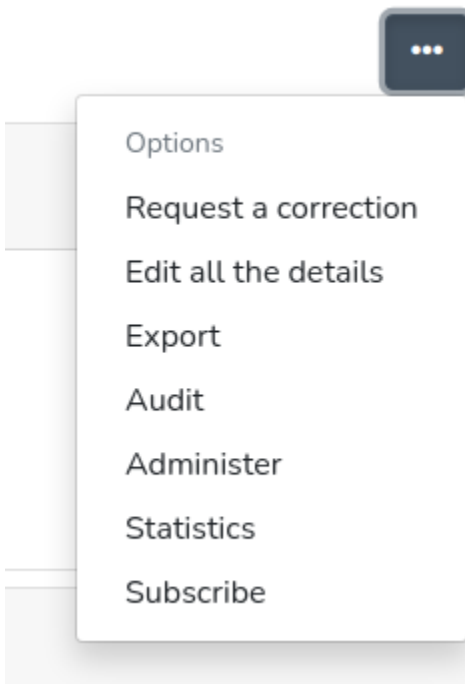 Options
Request a correction
Edit all the details
Export
Audit
Administer
Statistics
Subscribe